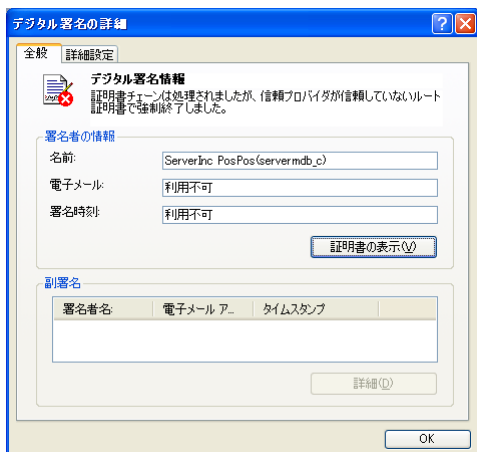 デジタル署名の詳細
全般 詳細設定
デジタル署名情報
証明書チェーンは処理されましたが、信頼プロバイダが信頼していないルート
証明書で強制終了しました。
署名者の情報
名前:
ServerInc PosPos(servermdb_c)
電子メール:
利用不可
署名時刻:
利用不可
証明書の表示(V)
副署名
署名者名: 電子メール ア... タイムスタンプ
詳細(D)
OK